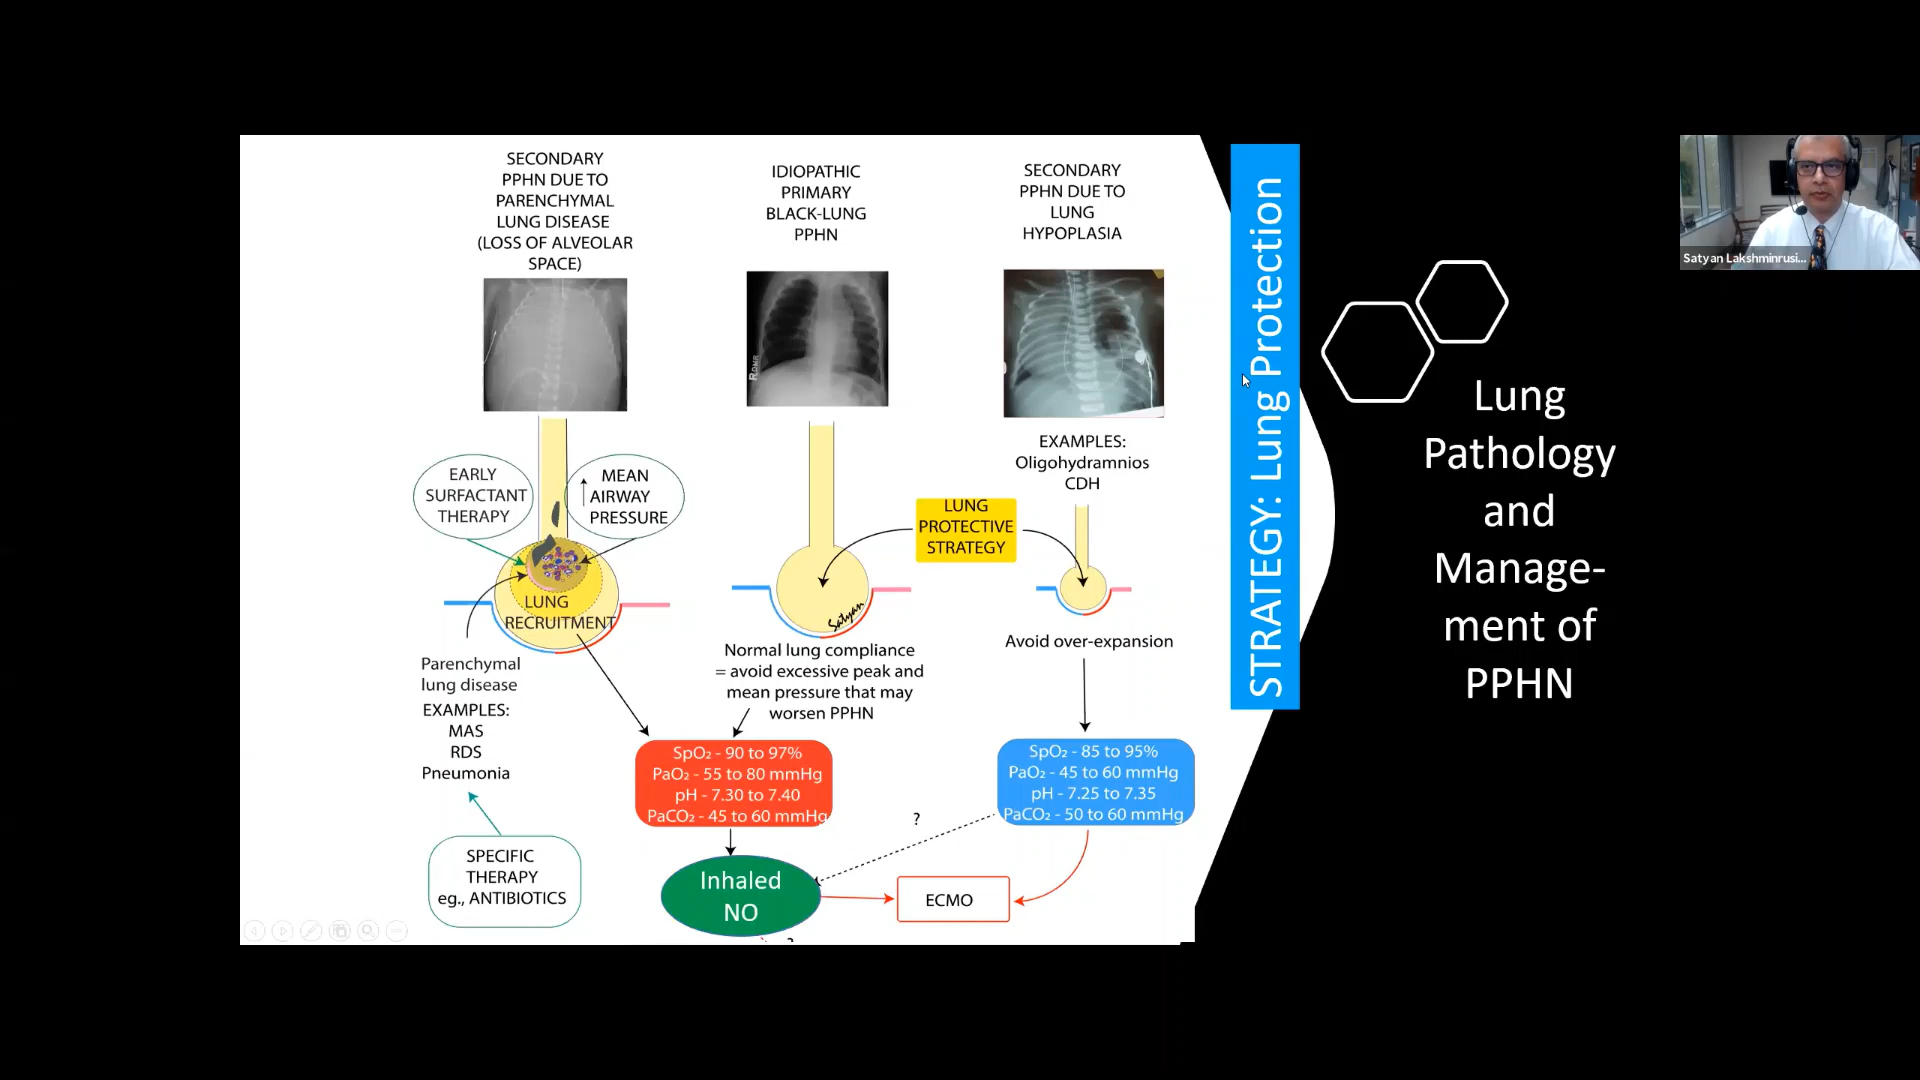 SECONDARY
PPHN DUE TO
PARENCHYMAL
LUNG DISEASE
(LOSS OF ALVEOLAR
SPACE)
IDIOPATHIC
PRIMARY
BLACK-LUNG
PPHN
SECONDARY
PPHN DUE TO
LUNG
HYPOPLASIA
EARLY
SURFACTANT
THERAPY
MEAN
AIRWAY
PRESSURE
LUNG
RECRUITMENT
Parenchymal
lung disease
EXAMPLES:
MAS
RDS
Pneumonia
SPECIFIC
THERAPY
eg., ANTIBIOTICS
Satyan
Normal lung compliance
= avoid excessive peak and
mean pressure that may
worsen PPHN
LUNG
PROTECTIVE
STRATEGY
EXAMPLES:
Oligohydramnios
CDH
Avoid over-expansion
SpO₂ - 90 to 97%
PaO₂ - 55 to 80 mmHg
pH - 7.30 to 7.40
PaCO₂ - 45 to 60 mmHg
SpO₂ - 85 to 95%
PaO₂ - 45 to 60 mmHg
pH - 7.25 to 7.35
PaCO₂ - 50 to 60 mmHg
?
Inhaled
NO
ECMO
?
STRATEGY: Lung Protection
Lung
Pathology
and
Manage-
ment of
PPHN
Satyan Lakshminrusi...